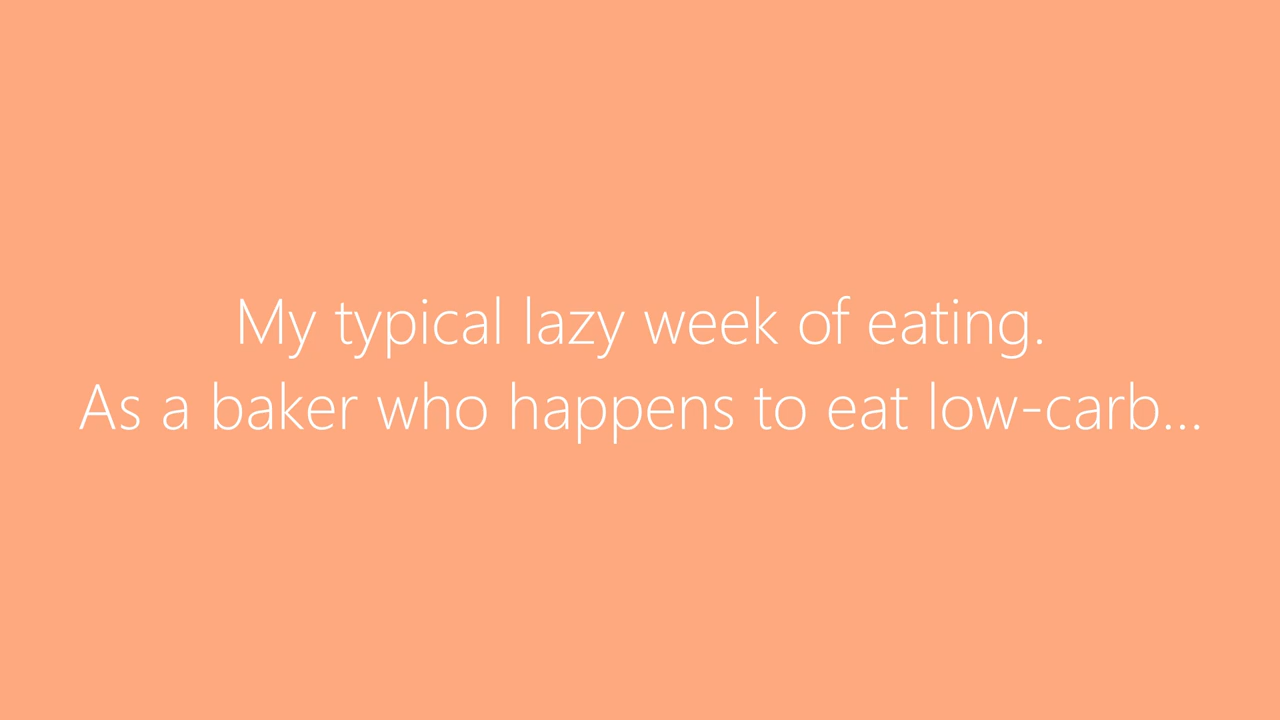 My typical lazy week of eating.
As a baker who happens to eat low-carb...